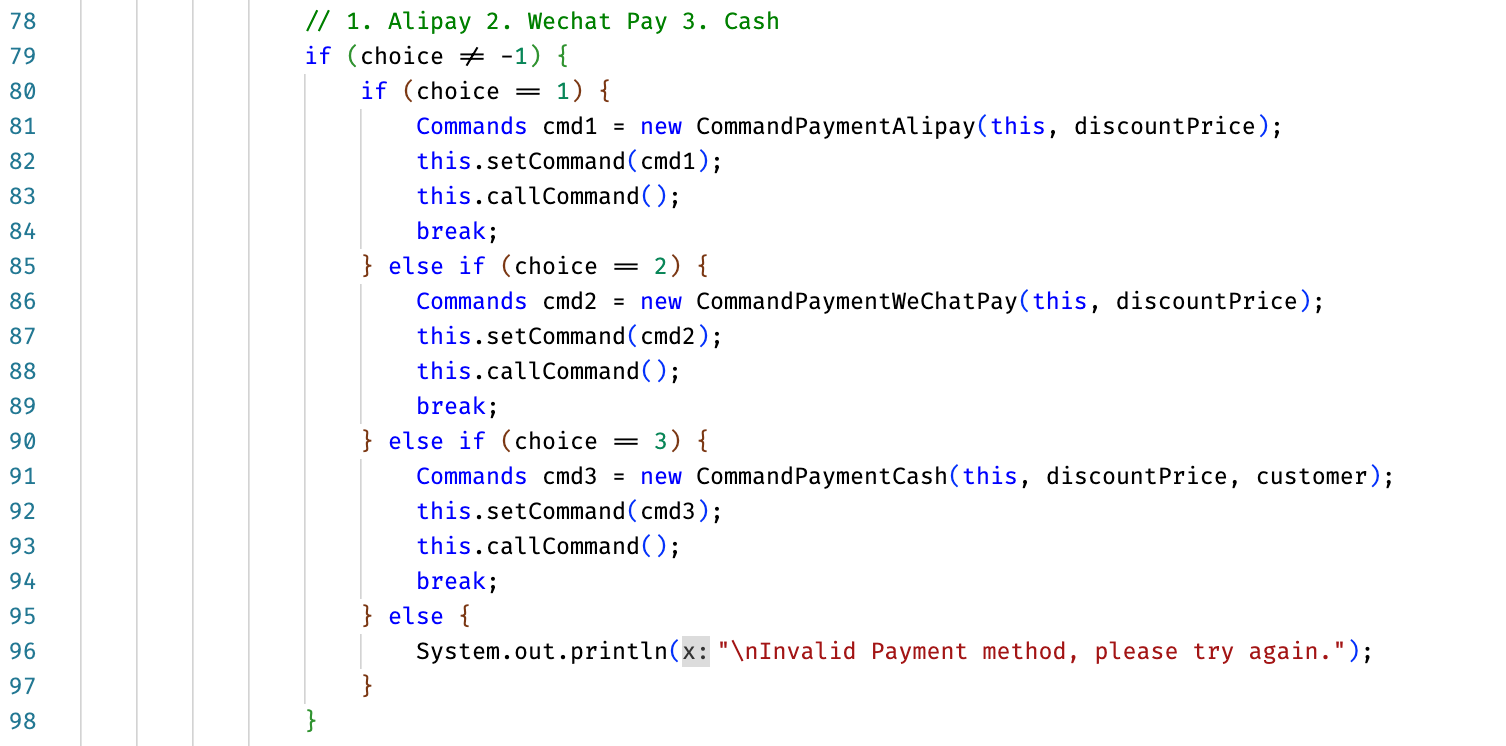 78 // 1. Alipay 2. Wechat Pay 3. Cash
79 if (choice != -1) {
80 if (choice == 1) {
81 Commands cmd1 = new CommandPaymentAlipay(this, discountPrice);
82 this.setCommand(cmd1);
83 this.callCommand();
84 break;
85 } else if (choice == 2) {
86 Commands cmd2 = new CommandPaymentWeChatPay(this, discountPrice);
87 this.setCommand(cmd2);
88 this.callCommand();
89 break;
90 } else if (choice == 3) {
91 Commands cmd3 = new CommandPaymentCash(this, discountPrice, customer);
92 this.setCommand(cmd3);
93 this.callCommand();
94 break;
95 } else {
96 System.out.println(x: "\nInvalid Payment method, please try again.");
97 }
98 }